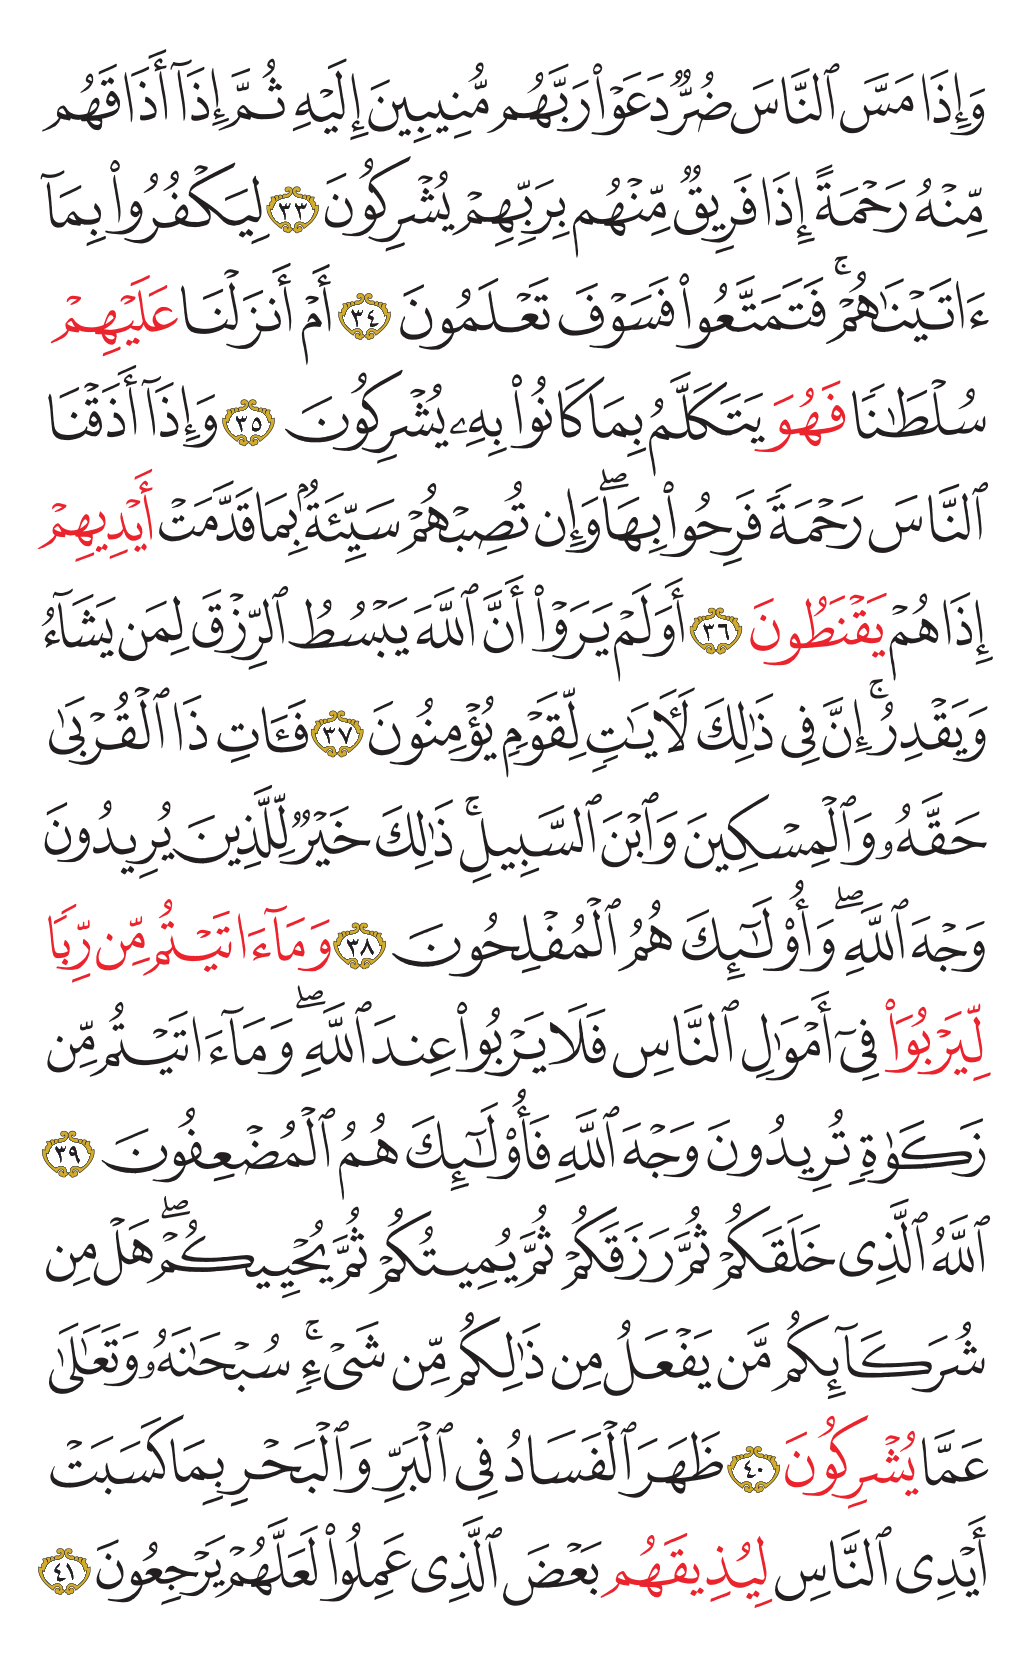 وَإِذَا مَسَّ ٱلنَّاسَ ضُرٌّ دَعَوۡاْ رَبَّهُم مُّنِيبِينَ إِلَيۡهِ ثُمَّ إِذَآ أَذَاقَهُم
مِّنۡهُ رَحۡمَةً إِذَا فَرِيقٌ مِّنۡهُم بِرَبِّهِمۡ يُشۡرِكُونَ ٣٣ لِيَكۡفُرُواْ بِمَآ
ءَاتَيۡنَٰهُمۡۚ فَتَمَتَّعُواْ فَسَوۡفَ تَعۡلَمُونَ ٣٤ أَمۡ أَنزَلۡنَا عَلَيۡهِمۡ
سُلۡطَٰنٗا فَهُوَ يَتَكَلَّمُ بِمَا كَانُواْ بِهِۦ يُشۡرِكُونَ ٣٥ وَإِذَآ أَذَقۡنَا
ٱلنَّاسَ رَحۡمَةٗ فَرِحُواْ بِهَاۖ وَإِن تُصِبۡهُمۡ سَيِّئَةُۢ بِمَا قَدَّمَتۡ أَيۡدِيهِمۡ
إِذَا هُمۡ يَقۡنَطُونَ ٣٦ أَوَلَمۡ يَرَوۡاْ أَنَّ ٱللَّهَ يَبۡسُطُ ٱلرِّزۡقَ لِمَن يَشَآءُ
وَيَقۡدِرُۚ إِنَّ فِي ذَٰلِكَ لَأٓيَٰتٖ لِّقَوۡمٖ يُؤۡمِنُونَ ٣٧ فَـَٔاتِ ذَا ٱلۡقُرۡبَىٰ
حَقَّهُۥ وَٱلۡمِسۡكِينَ وَٱبۡنَ ٱلسَّبِيلِۚ ذَٰلِكَ خَيۡرٞ لِّلَّذِينَ يُرِيدُونَ
وَجۡهَ ٱللَّهِۖ وَأُوْلَٰٓئِكَ هُمُ ٱلۡمُفۡلِحُونَ ٣٨ وَمَآ ءَاتَيۡتُم مِّن رِّبٗا
لِّيَرۡبُوَاْ فِيٓ أَمۡوَٰلِ ٱلنَّاسِ فَلَا يَرۡبُواْ عِندَ ٱللَّهِۖ وَمَآ ءَاتَيۡتُم مِّن
زَكَوٰةٖ تُرِيدُونَ وَجۡهَ ٱللَّهِ فَأُوْلَٰٓئِكَ هُمُ ٱلۡمُضۡعِفُونَ ٣٩
ٱللَّهُ ٱلَّذِي خَلَقَكُمۡ ثُمَّ رَزَقَكُمۡ ثُمَّ يُمِيتُكُمۡ ثُمَّ يُحۡيِيكُمۡۖ هَلۡ مِن
شُرَكَآئِكُم مَّن يَفۡعَلُ مِن ذَٰلِكُم مِّن شَيۡءٖۚ سُبۡحَٰنَهُۥ وَتَعَٰلَىٰ
عَمَّا يُشۡرِكُونَ ٤٠ ظَهَرَ ٱلۡفَسَادُ فِي ٱلۡبَرِّ وَٱلۡبَحۡرِ بِمَا كَسَبَتۡ
أَيۡدِي ٱلنَّاسِ لِيُذِيقَهُم بَعۡضَ ٱلَّذِي عَمِلُواْ لَعَلَّهُمۡ يَرۡجِعُونَ ٤١